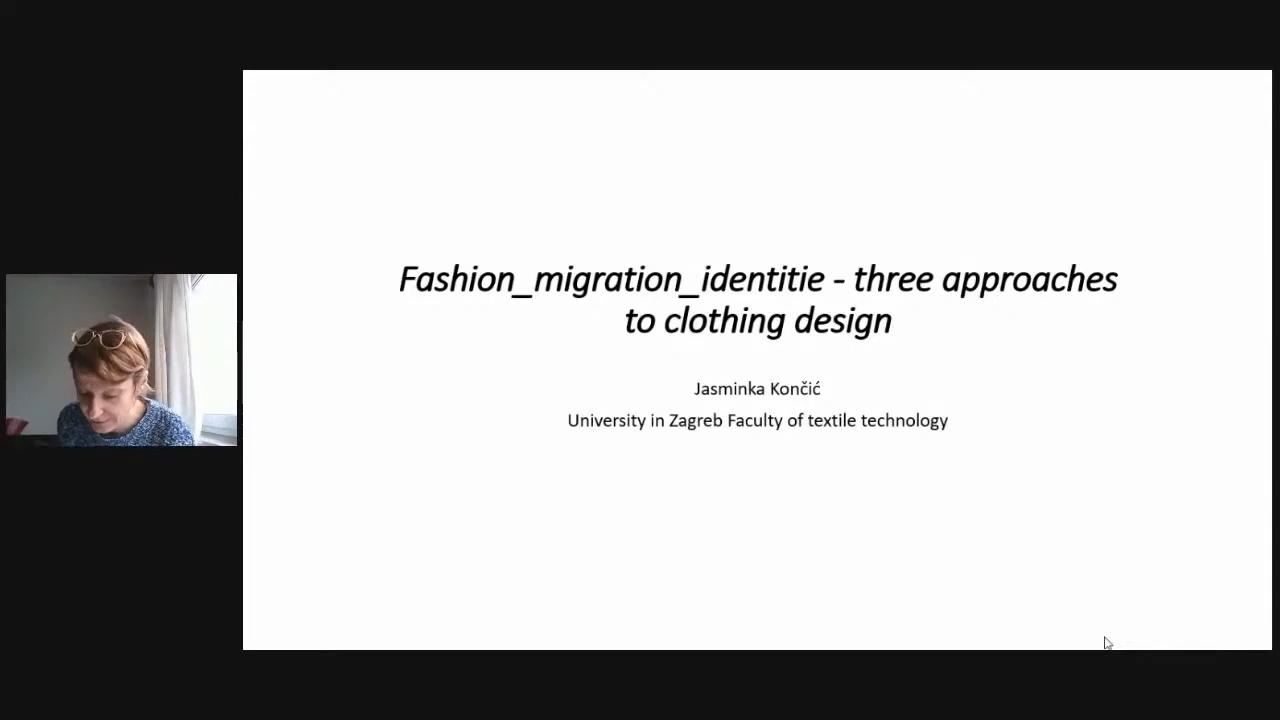 Fashion_migration_identitie - three approaches
to clothing design
Jasminka Končić
University in Zagreb Faculty of textile technology